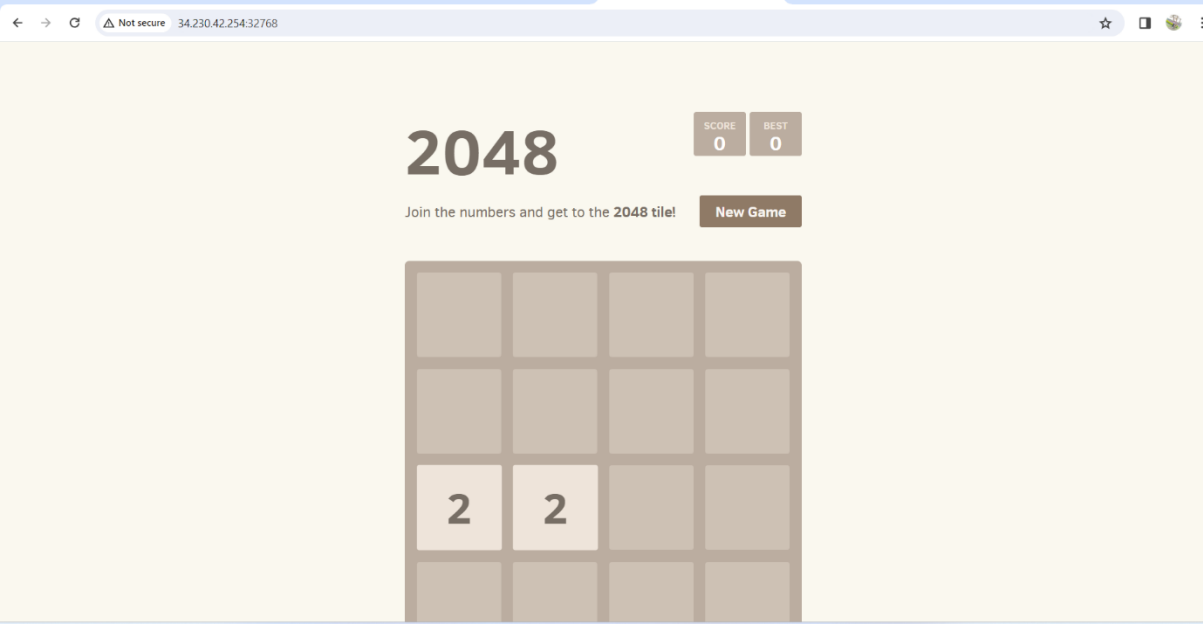 Not secure 34.230.42.254:32768
2048
SCORE BEST
0 0
Join the numbers and get to the 2048 tile! New Game
2 2